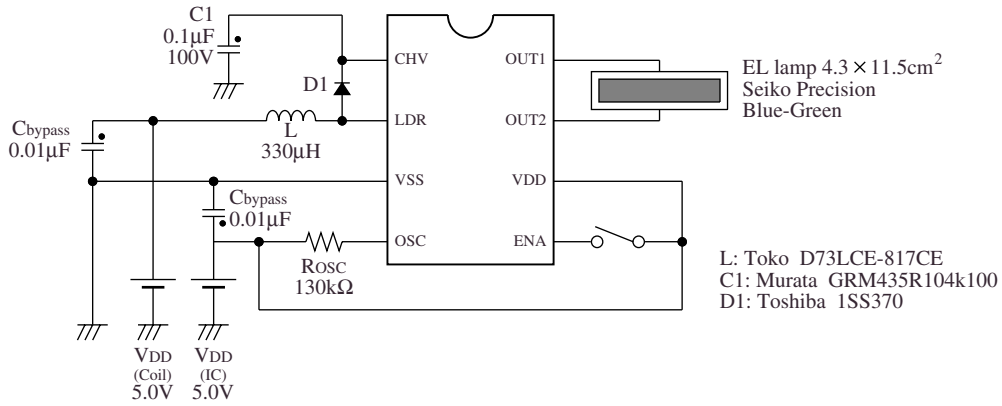 C1
0.1μF
100V
D1
L
330μH
Cbypass
0.01μF
Cbypass
0.01μF
ROSC
130kΩ
VDD
(Coil)
5.0V
VDD
(IC)
5.0V
CHV
LDR
VSS
OSC
OUT1
OUT2
VDD
ENA
EL lamp 4.3 × 11.5cm²
Seiko Precision
Blue-Green
L: Toko D73LCE-817CE
C1: Murata GRM435R104k100
D1: Toshiba 1SS370